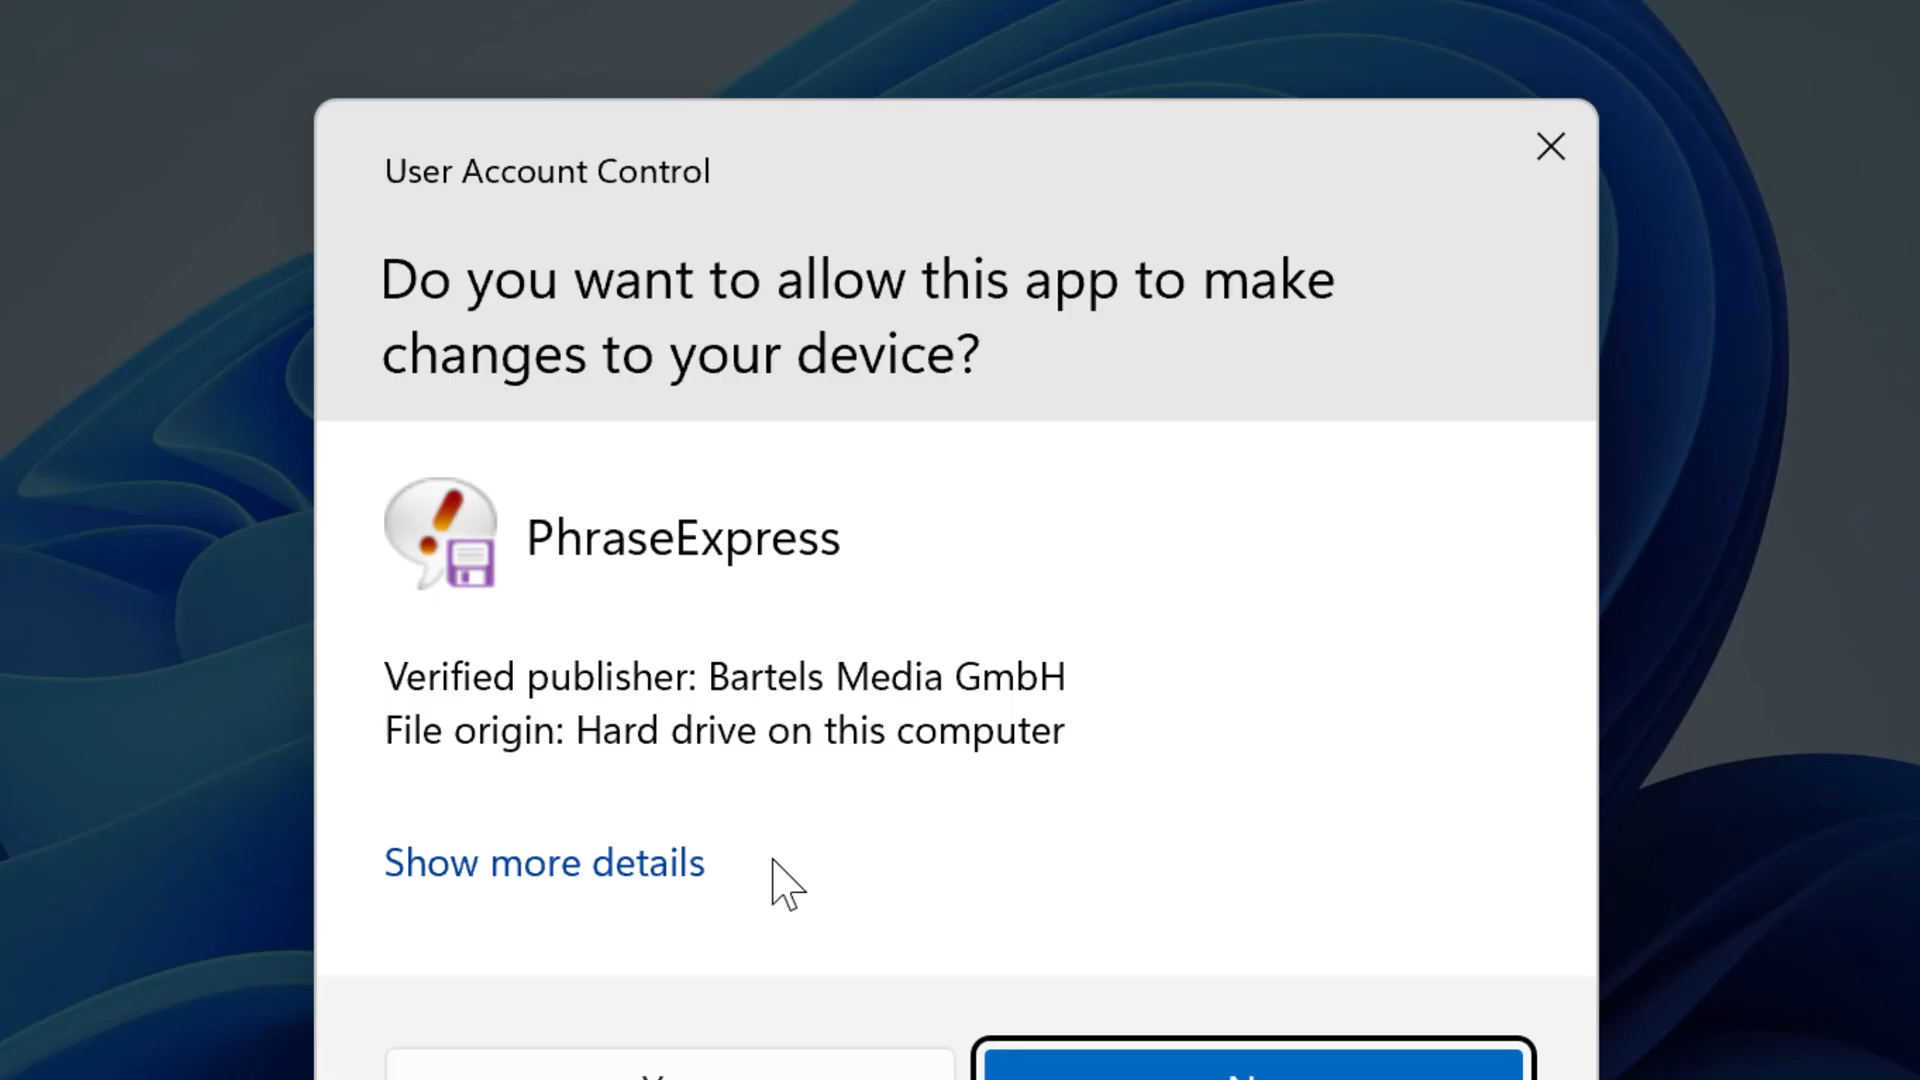 User Account Control
Do you want to allow this app to make
changes to your device?
PhraseExpress
Verified publisher: Bartels Media GmbH
File origin: Hard drive on this computer
Show more details